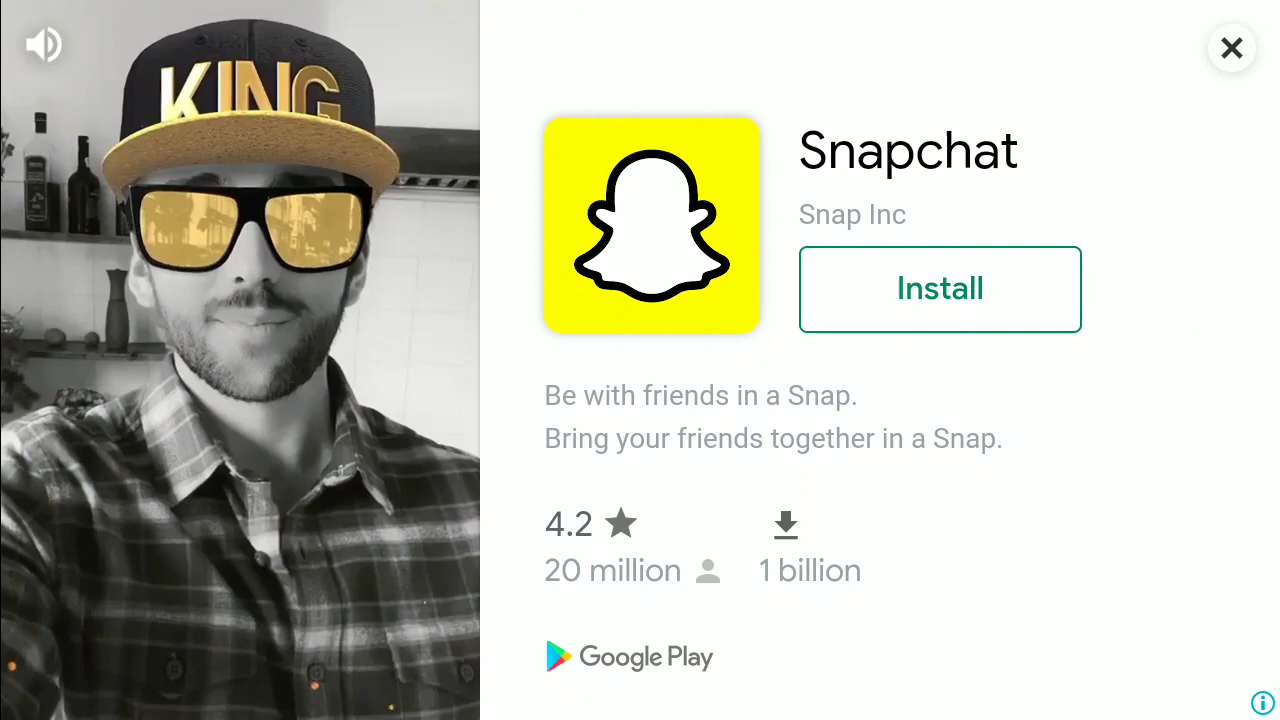 KING
Snapchat
Snap Inc
Install
Be with friends in a Snap.
Bring your friends together in a Snap.
4.2
20 million
1 billion
Google Play